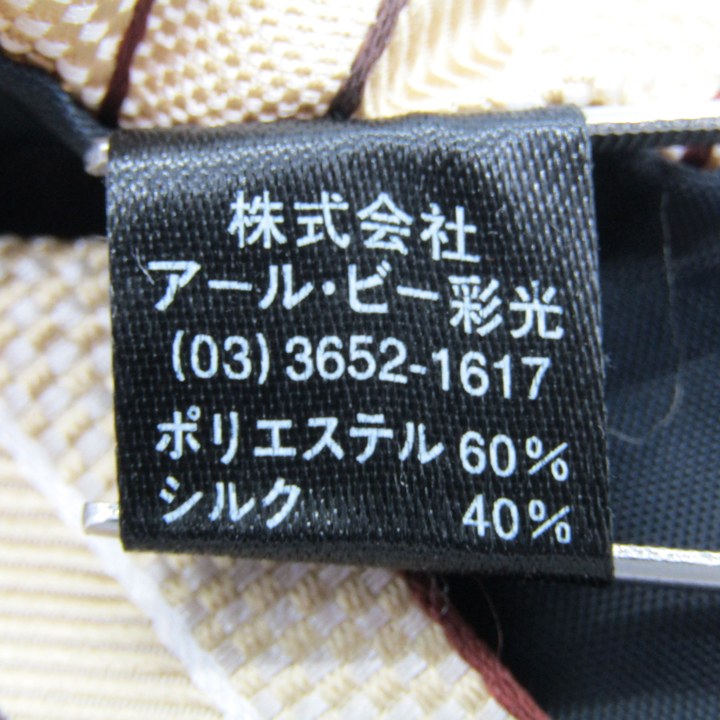 株式会社
アール・ビー彩光
(03) 3652-1617
ポリエステル 60%
シルク 40%